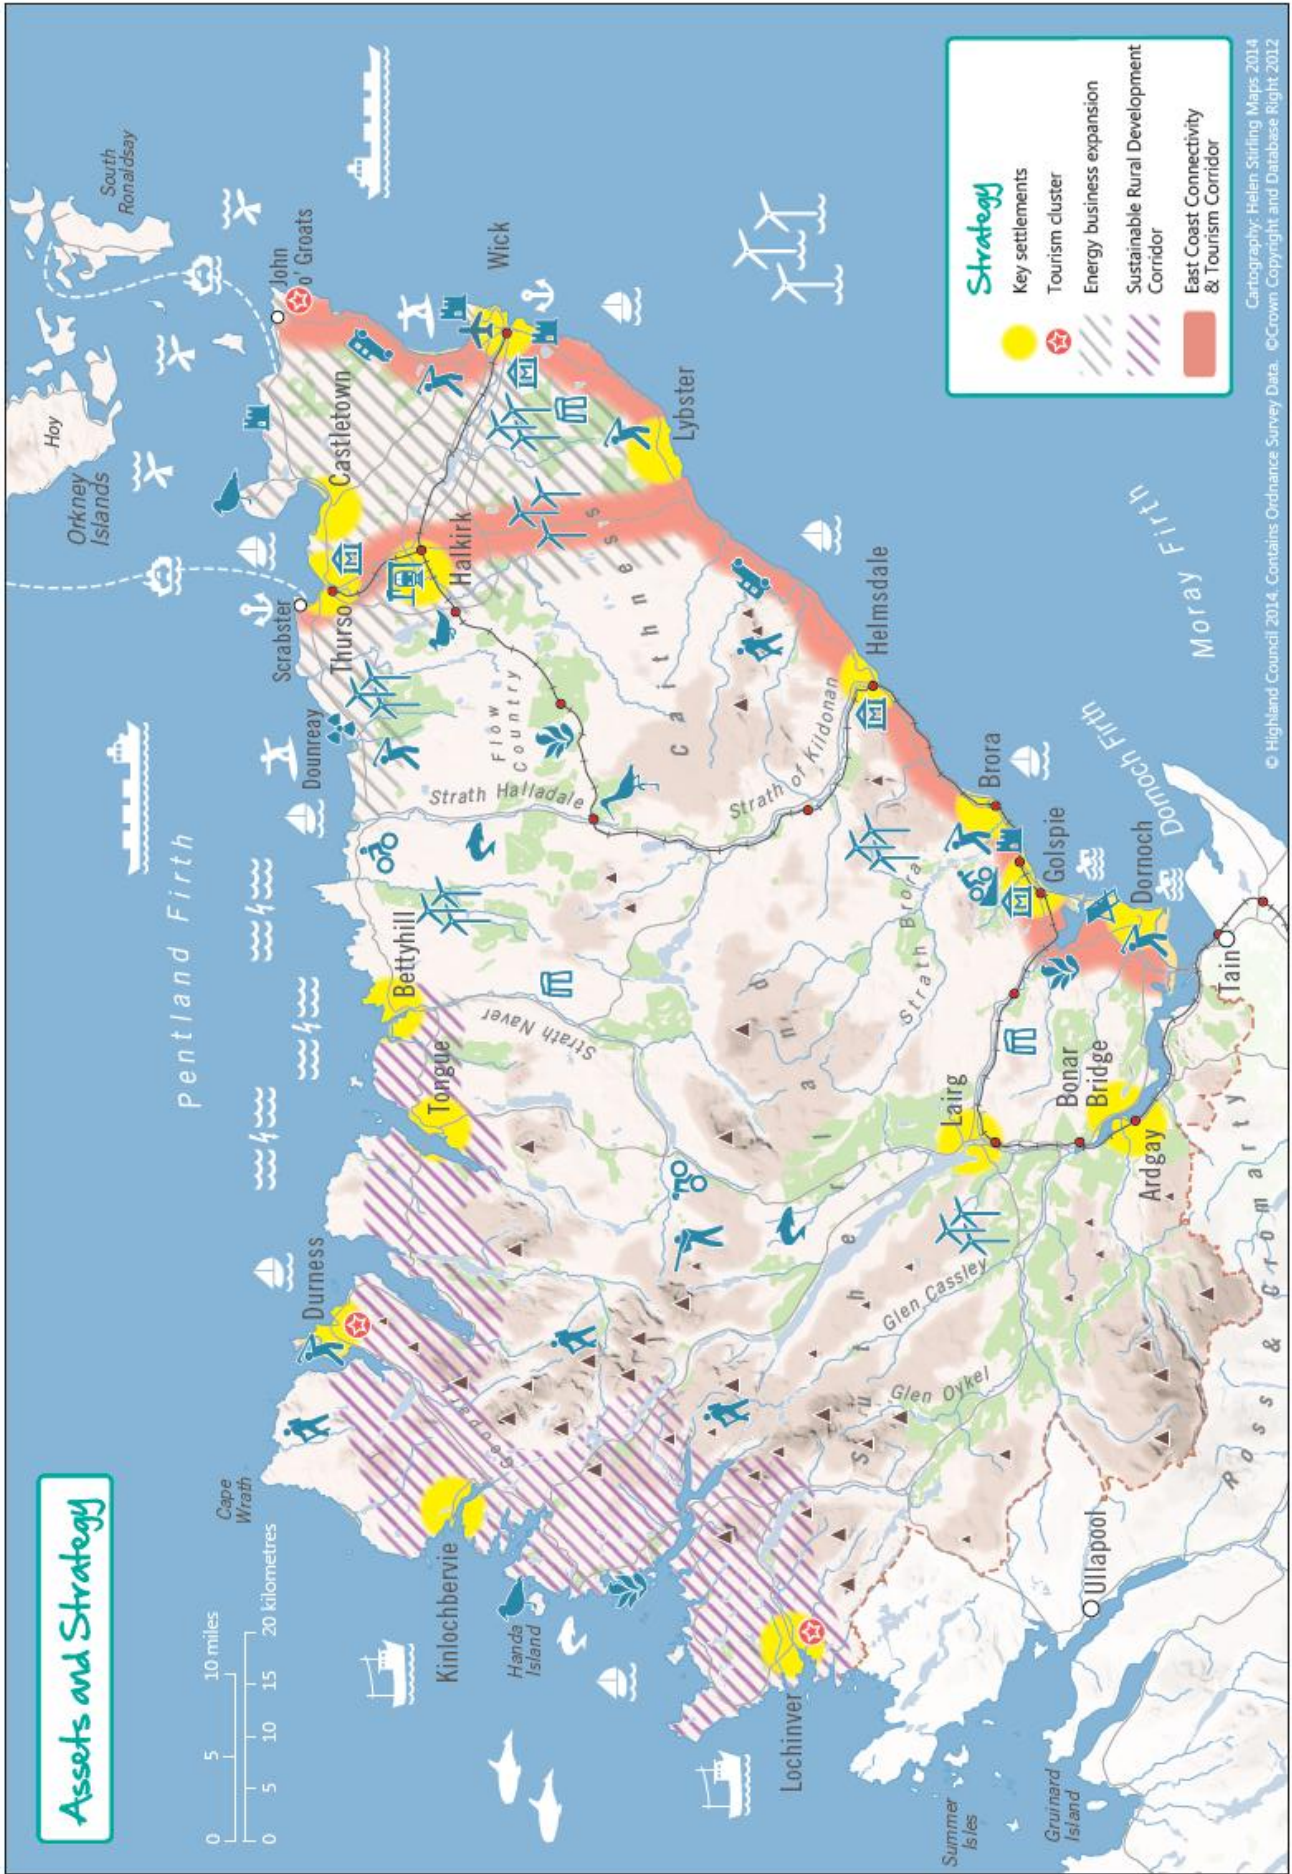 Assets and Strategy
0 5 10 miles
0 5 10 15 20 kilometres
Cape
Wrath
Durness
Pentland Firth
Orkney
Islands
Hoy
South
Ronaldsay
Scrabster
John
o' Groats
Dounreay
Thurso
Castletown
Bettyhill
Tongue
Kinlochbervie
Handa
Island
Geopark
Strath Halladale
Flow
Country
Halkirk
Wick
Strath Naver
Caithness
Lybster
Strath of Kildonan
Helmsdale
Lochinver
Sutherland
Strath Brora
Brora
Glen Cassley
Glen Oykel
Lairg
Golspie
Bonar
Bridge
Ardgay
Dornoch
Dornoch Firth
Moray Firth
Summer
Isles
Gruinard
Island
Ullapool
Tain
Ross & Cromarty
Strategy
Key settlements
Tourism cluster
Energy business expansion
Sustainable Rural Development
Corridor
East Coast Connectivity
& Tourism Corridor
Cartography: Helen Stirling Maps 2014
© Highland Council 2014. Contains Ordnance Survey Data. ©Crown Copyright and Database Right 2012